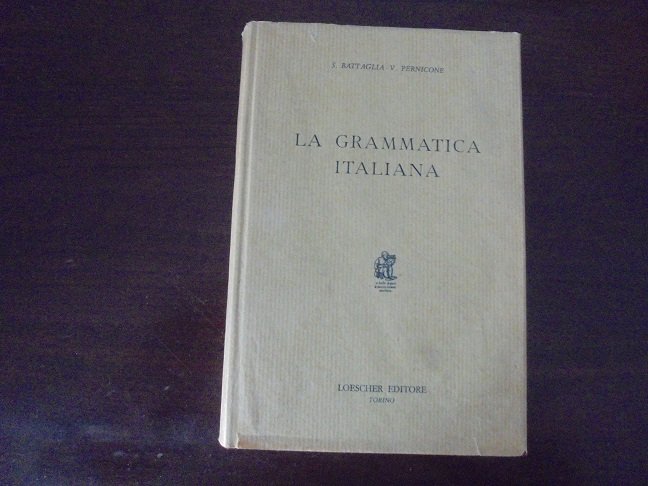 S. BATTAGLIA V. PERNICONE
LA GRAMMATICA
ITALIANA
LOESCHER EDITORE
TORINO